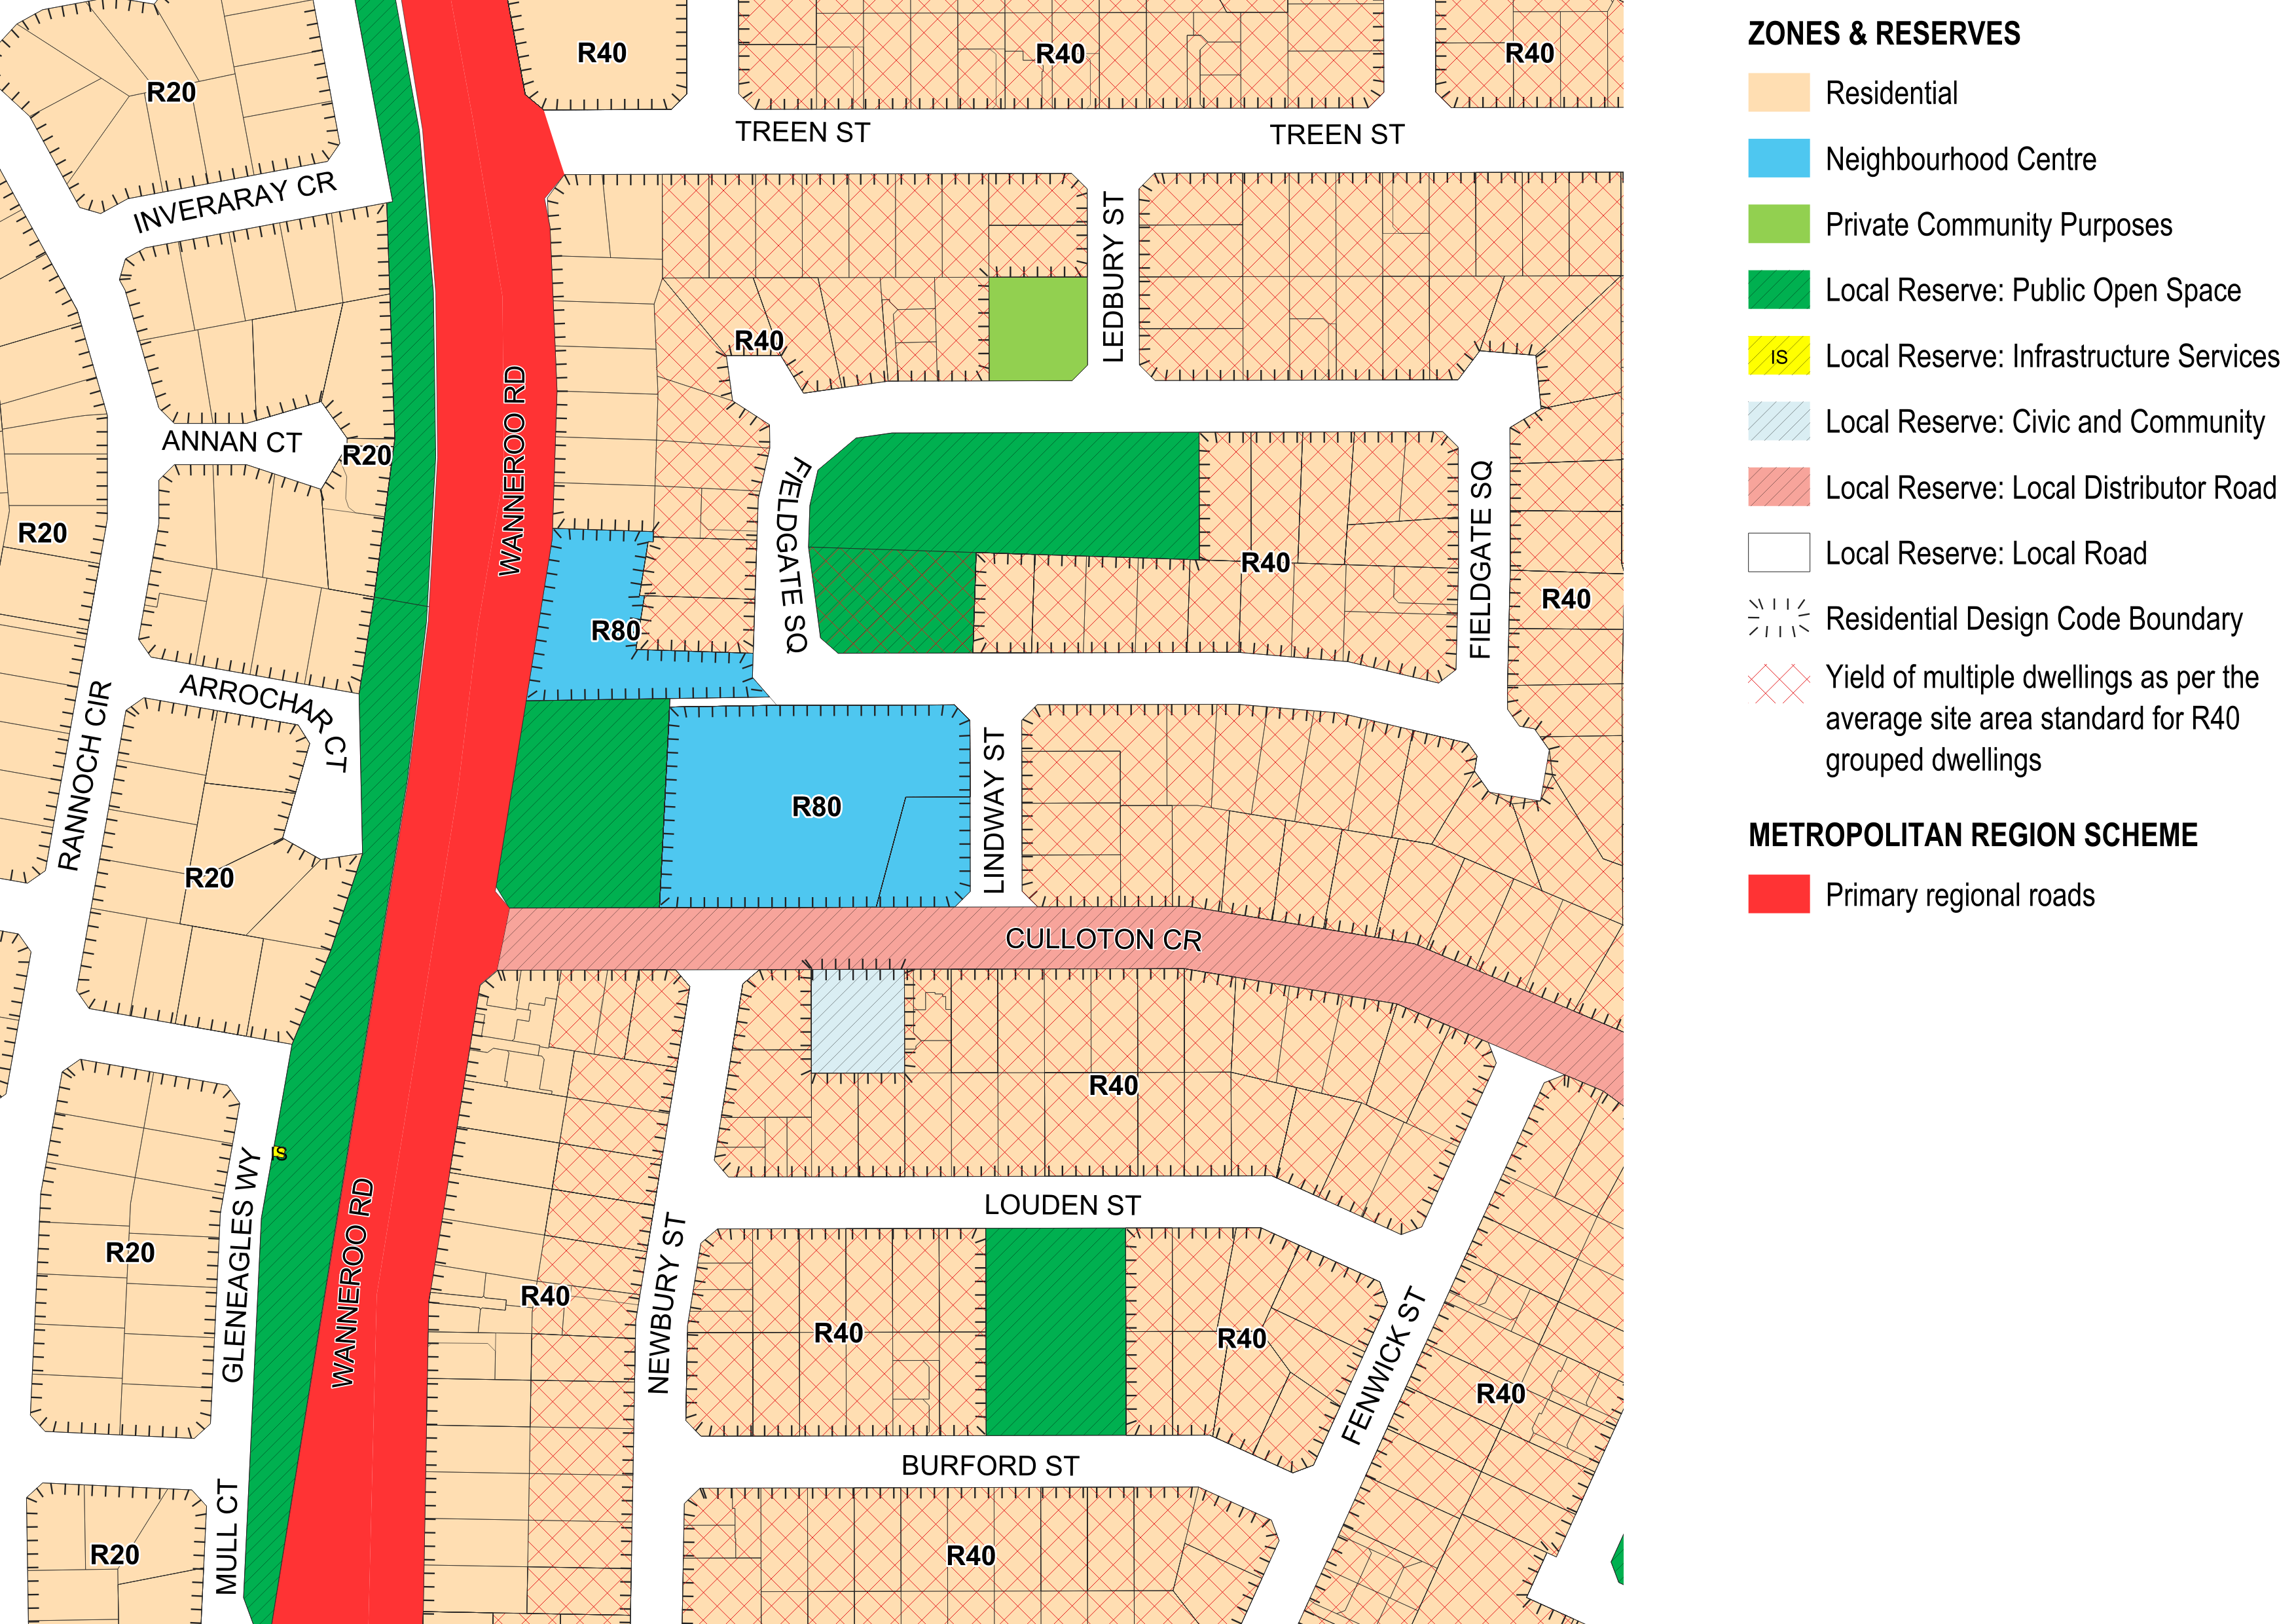 R40
R40
R40
R20
TREEN ST
TREEN ST
INVERARAY CR
LEDBURY ST
R40
WANNEROO RD
ANNAN CT
R20
R20
FIELDGATE SQ
FIELDGATE SQ
R40
R40
R80
ARROCHAR CT
RANNOCH CIR
R80
LINDWAY ST
R20
CULLOTON CR
R40
IS
GLENEAGLES WY
WANNEROO RD
LOUDEN ST
R20
NEWBURY ST
R40
R40
R40
FENWICK ST
R40
BURFORD ST
MULL CT
R20
R40
ZONES & RESERVES
Residential
Neighbourhood Centre
Private Community Purposes
Local Reserve: Public Open Space
IS
Local Reserve: Infrastructure Services
Local Reserve: Civic and Community
Local Reserve: Local Distributor Road
Local Reserve: Local Road
Residential Design Code Boundary
Yield of multiple dwellings as per the
average site area standard for R40
grouped dwellings
METROPOLITAN REGION SCHEME
Primary regional roads